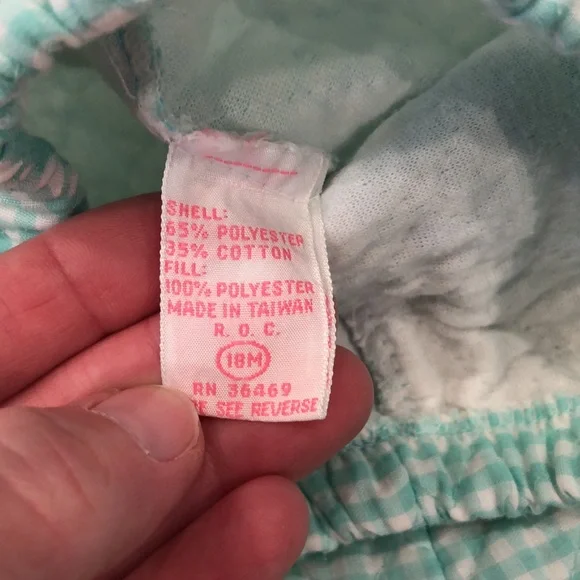 SHELL:
65% POLYESTER
35% COTTON
FILL:
100% POLYESTER
MADE IN TAIWAN
R. O. C.
18M
RN 36469
SEE REVERSE